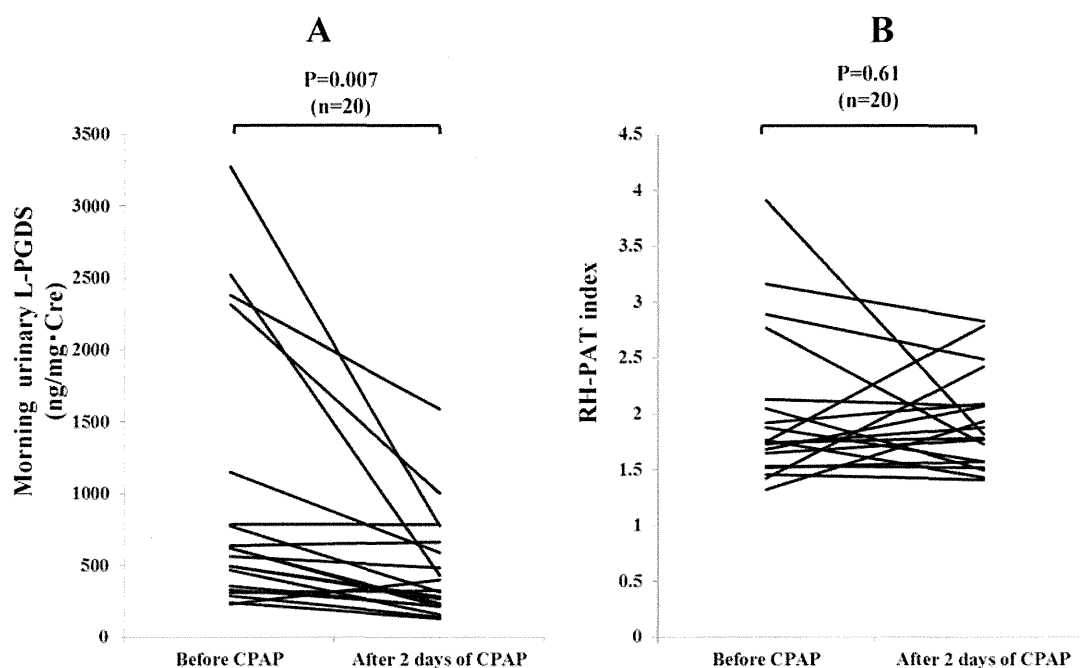 A
P=0.007
(n=20)
Morning urinary L-PGDS
(ng/mg・Cre)
3500
3000
2500
2000
1500
1000
500
0
Before CPAP
After 2 days of CPAP
B
P=0.61
(n=20)
RH-PAT index
4.5
4
3.5
3
2.5
2
1.5
1
0.5
0
Before CPAP
After 2 days of CPAP